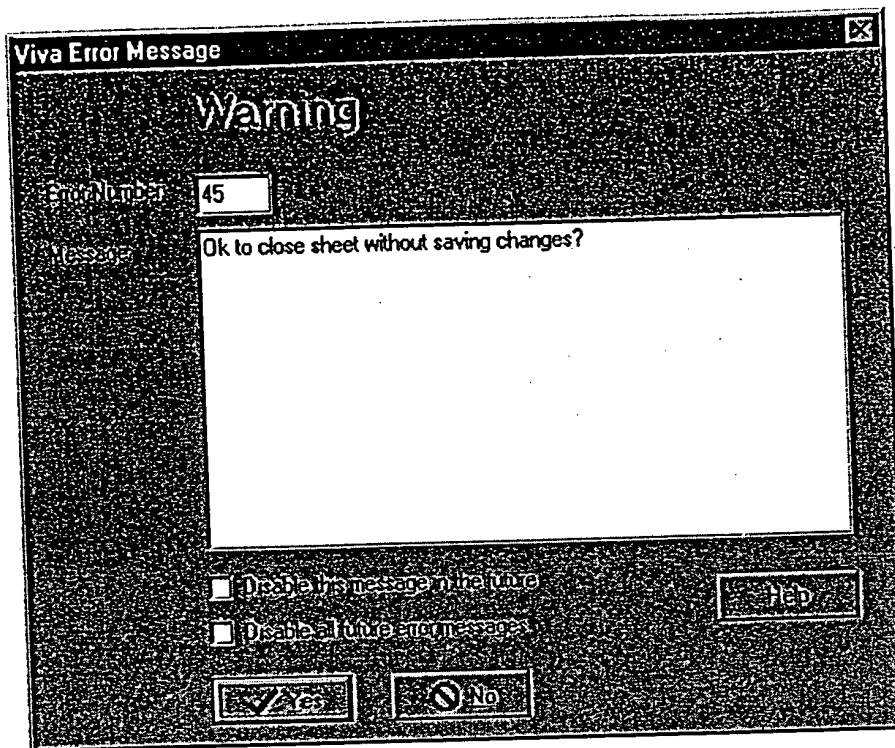 Viva Error Message
Warning
Error Number
45
Message
Ok to close sheet without saving changes?
Disable this message in the future
Disable all future error messages
Help
Yes
No